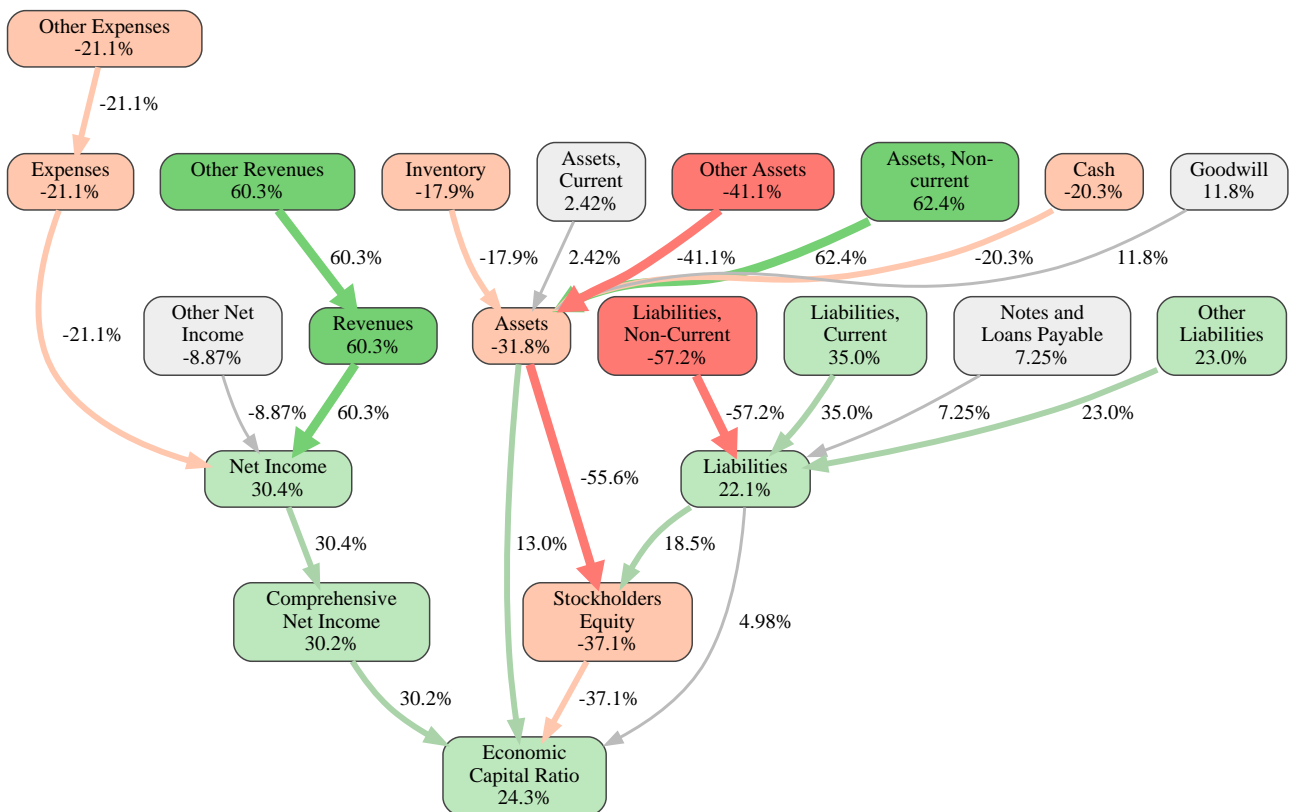 Other Expenses
-21.1%
-21.1%
Expenses
-21.1%
Other Revenues
60.3%
Inventory
-17.9%
Assets,
Current
2.42%
Other Assets
-41.1%
Assets, Non-
current
62.4%
Cash
-20.3%
Goodwill
11.8%
60.3%
-17.9%
2.42%
-41.1%
62.4%
-20.3%
11.8%
-21.1%
Other Net
Income
-8.87%
Revenues
60.3%
Assets
-31.8%
Liabilities,
Non-Current
-57.2%
Liabilities,
Current
35.0%
Notes and
Loans Payable
7.25%
Other
Liabilities
23.0%
-8.87%
60.3%
-57.2%
35.0%
7.25%
23.0%
Net Income
30.4%
-55.6%
Liabilities
22.1%
30.4%
13.0%
18.5%
Comprehensive
Net Income
30.2%
Stockholders
Equity
-37.1%
4.98%
30.2%
-37.1%
Economic
Capital Ratio
24.3%